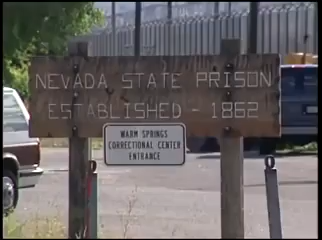 NEVADA STATE PRISON
ESTABLISHED - 1862
WARM SPRINGS
CORRECTIONAL CENTER
ENTRANCE